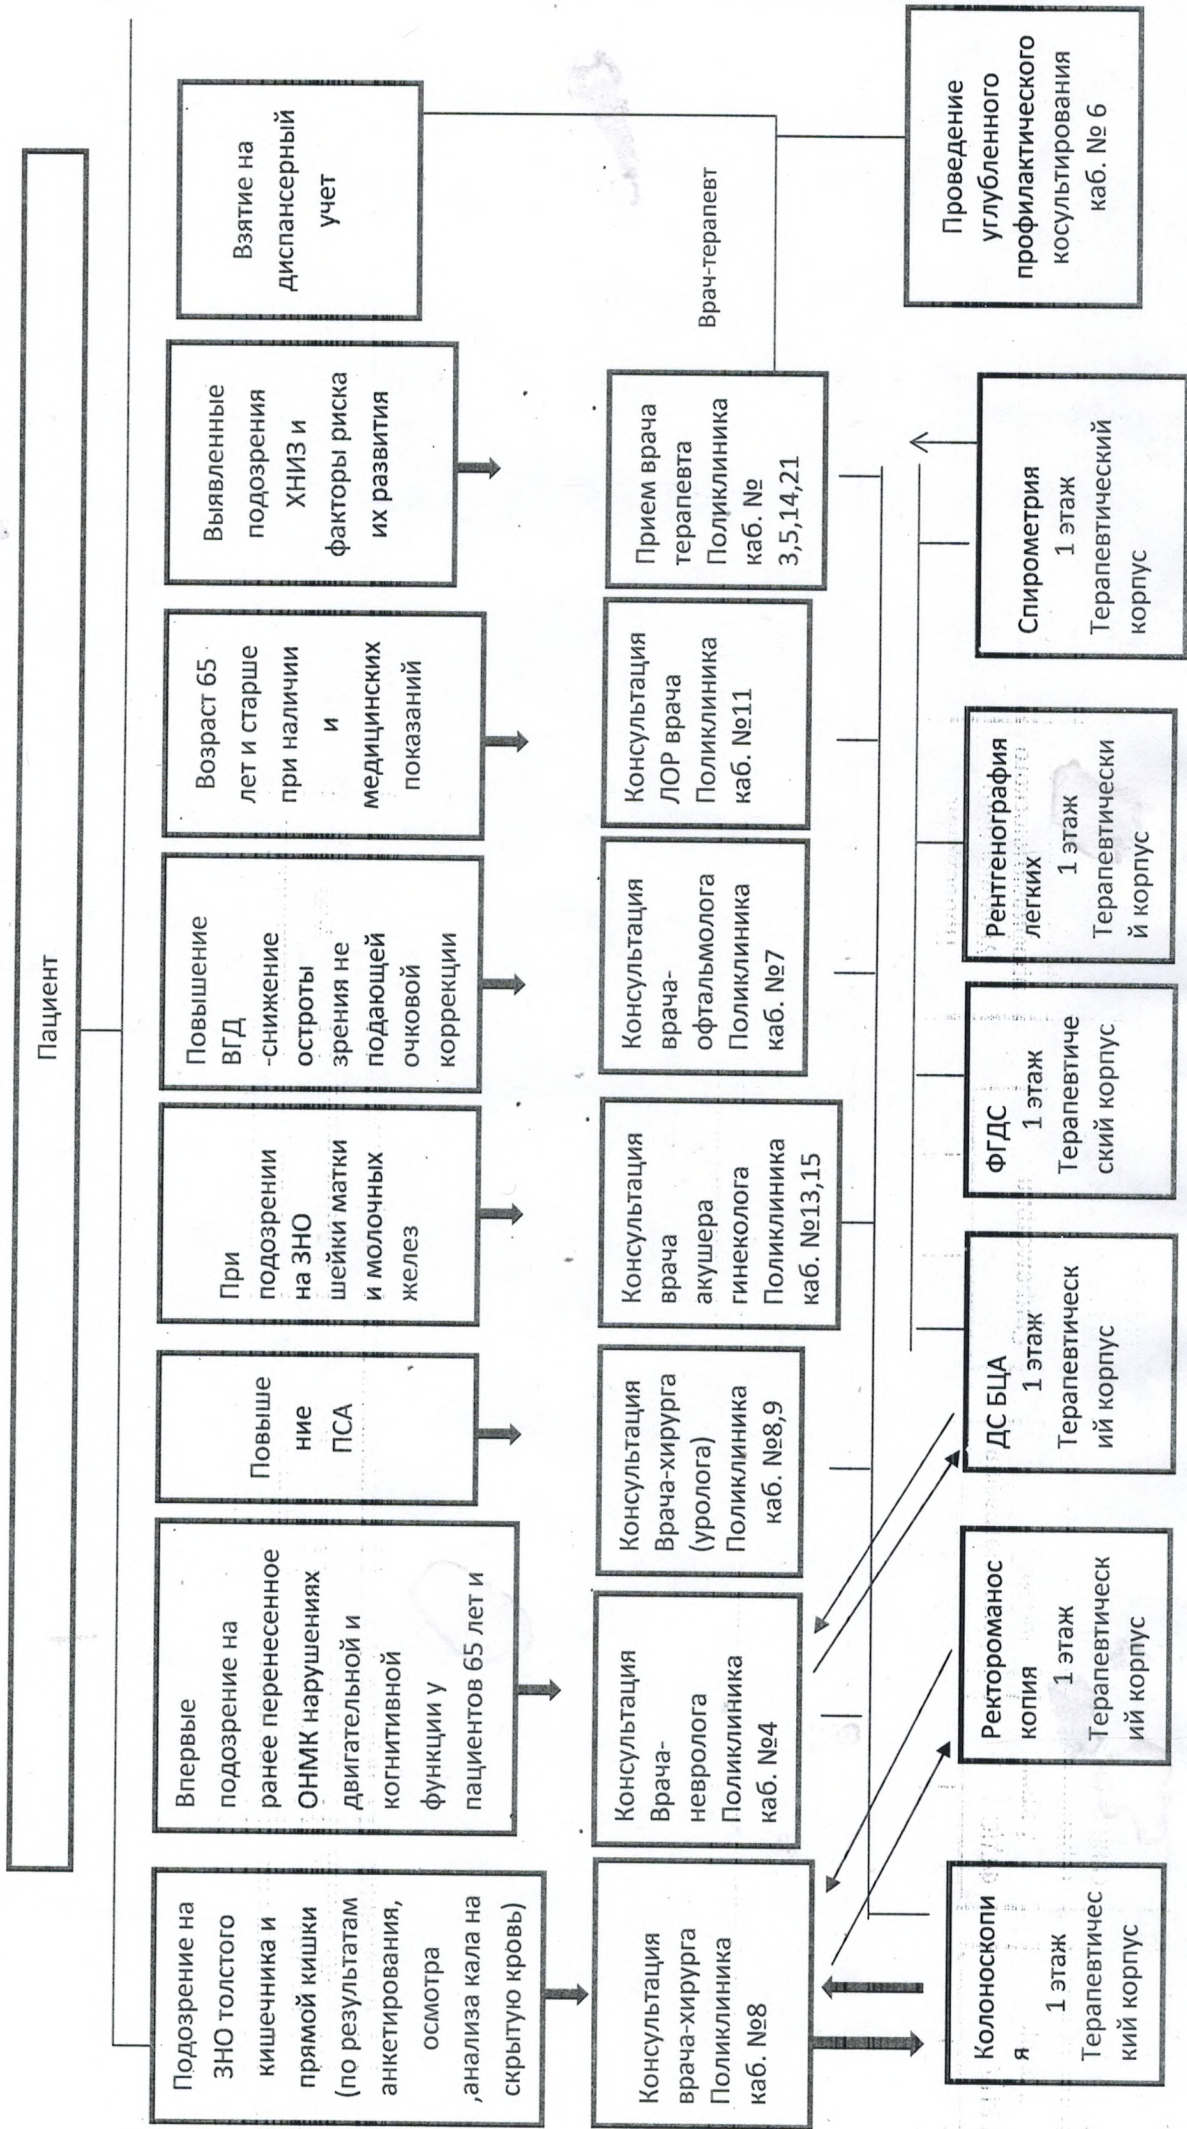 Пациент
Подозрение на
ЗНО толстого
кишечника и
прямой кишки
(по результатам
анкетирования,
осмотра
,анализа кала на
скрытую кровь)
Впервые
подозрение на
ранее перенесенное
ОНМК нарушениях
двигательной и
когнитивной
функции у
пациентов 65 лет и
Повыше
ние
ПСА
При
подозрении
на ЗНО
шейки матки
и молочных
желез
Повышение
ВГД
-снижение
остроты
зрения не
подающей
очковой
коррекции
Возраст 65
лет и старше
при наличии
и
медицинских
показаний
Выявленные
подозрения
ХНИЗ и
факторы риска
их развития
Взятие на
диспансерный
учет
Консультация
врача-хирурга
Поликлиника
каб. №8
Консультация
Врача-
невролога
Поликлиника
каб. №4
Консультация
Врача-хирурга
(уролога)
Поликлиника
каб. №8,9
Консультация
врача
акушера
гинеколога
Поликлиника
каб. №13,15
Консультация
врача-
офтальмолога
Поликлиника
каб. №7
Консультация
ЛОР врача
Поликлиника
каб. №11
Прием врача
терапевта
Поликлиника
каб. №
3,5,14,21
Врач-терапевт
Колоноскопи
я
1 этаж
Терапевтичес
кий корпус
Ректороманос
копия
1 этаж
Терапевтическ
ий корпус
ДС БЦА
1 этаж
Терапевтическ
ий корпус
ФГДС
1 этаж
Терапевтиче
ский корпус
Рентгенография
легких
1 этаж
Терапевтически
й корпус
Спирометрия
1 этаж
Терапевтический
корпус
Проведение
углубленного
профилактического
косультирования
каб. № 6